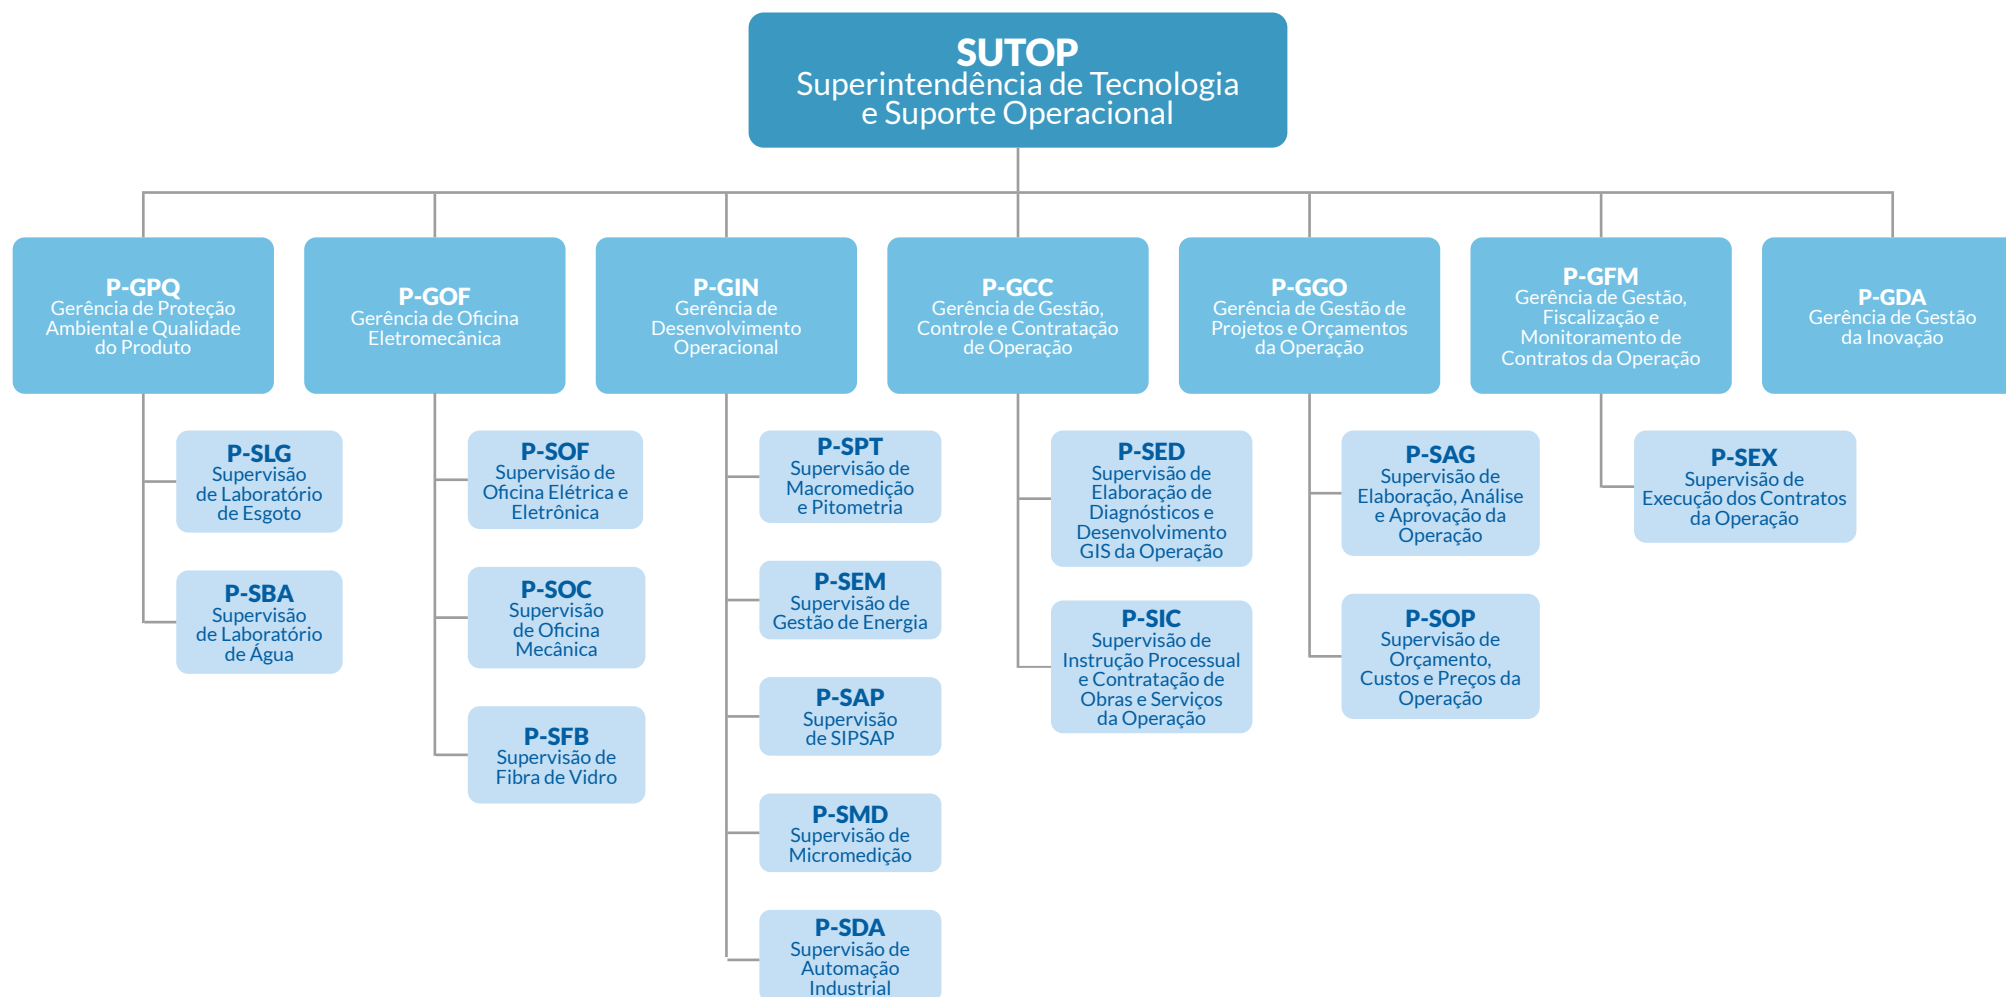 SUTOP
Superintendência de Tecnologia
e Suporte Operacional
P-GPQ
Gerência de Proteção
Ambiental e Qualidade
do Produto
P-GOF
Gerência de Oficina
Eletromecânica
P-GIN
Gerência de
Desenvolvimento
Operacional
P-GCC
Gerência de Gestão,
Controle e Contratação
de Operação
P-GGO
Gerência de Gestão de
Projetos e Orçamentos
da Operação
P-GFM
Gerência de Gestão,
Fiscalização e
Monitoramento de
Contratos da Operação
P-GDA
Gerência de Gestão
da Inovação
P-SLG
Supervisão
de Laboratório
de Esgoto
P-SBA
Supervisão
de Laboratório
de Água
P-SOF
Supervisão de
Oficina Elétrica e
Eletrônica
P-SOC
Supervisão
de Oficina
Mecânica
P-SFB
Supervisão de
Fibra de Vidro
P-SPT
Supervisão de
Macromedição
e Pitometria
P-SEM
Supervisão de
Gestão de Energia
P-SAP
Supervisão
de SIPSAP
P-SMD
Supervisão de
Micromedição
P-SDA
Supervisão de
Automação
Industrial
P-SED
Supervisão de
Elaboração de
Diagnósticos e
Desenvolvimento
GIS da Operação
P-SIC
Supervisão de
Instrução Processual
e Contratação de
Obras e Serviços
da Operação
P-SAG
Supervisão de
Elaboração, Análise
e Aprovação da
Operação
P-SOP
Supervisão de
Orçamento,
Custos e Preços da
Operação
P-SEX
Supervisão de
Execução dos Contratos
da Operação